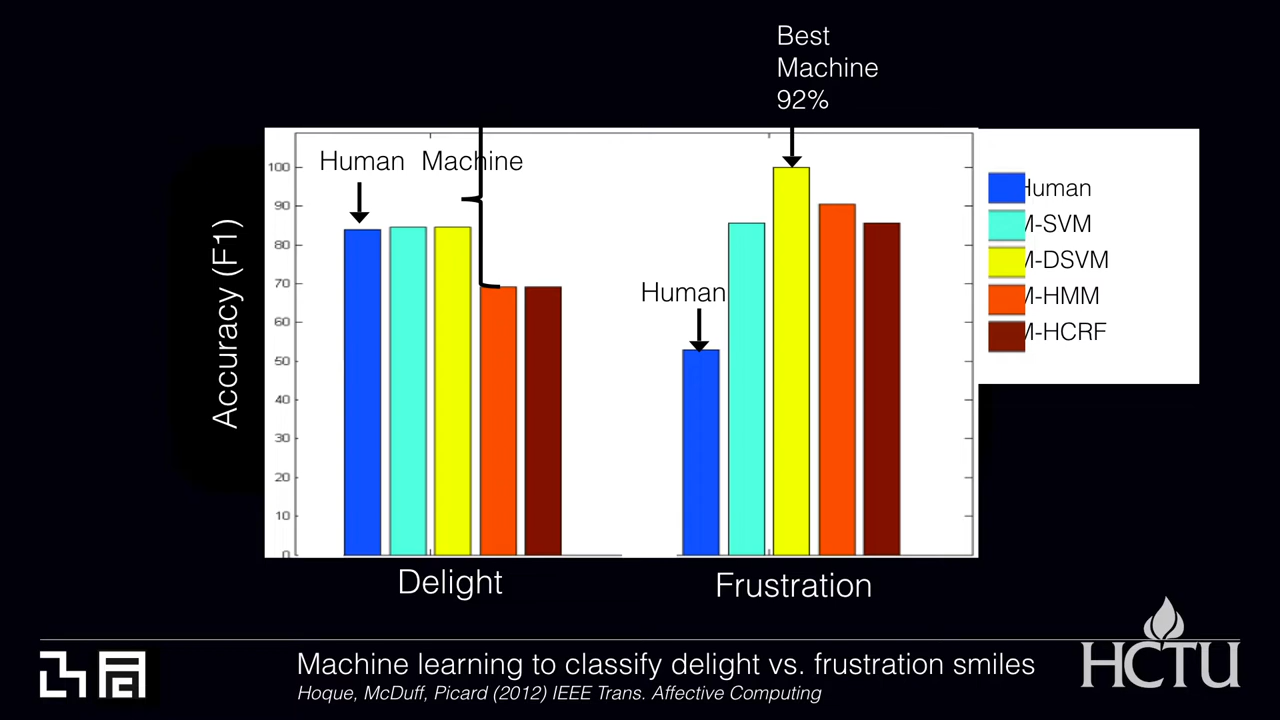 Best
Machine
92%
Human Machine
Human
100
90
80
70
60
50
40
30
20
10
0
Accuracy (F1)
Human
M-SVM
M-DSVM
M-HMM
M-HCRF
Delight
Frustration
Machine learning to classify delight vs. frustration smiles
Hoque, McDuff, Picard (2012) IEEE Trans. Affective Computing
HCTU